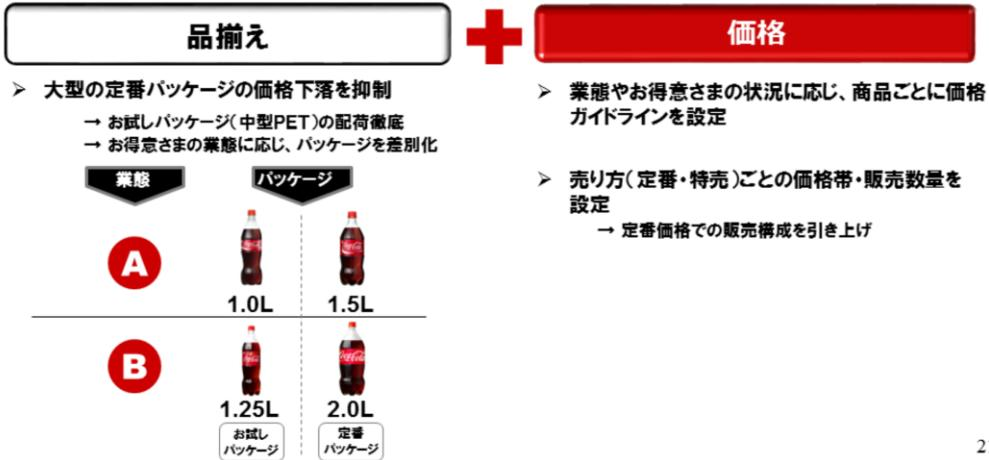 品揃え
価格
➢ 大型の定番パッケージの価格下落を抑制
→ お試しパッケージ（中型PET）の配荷徹底
→ お得意さまの業態に応じ、パッケージを差別化
業態
パッケージ
A
1.0L
1.5L
B
1.25L
2.0L
お試し
パッケージ
定番
パッケージ
➢ 業態やお得意さまの状況に応じ、商品ごとに価格
ガイドラインを設定
➢ 売り方（定番・特売）ごとの価格帯・販売数量を
設定
→ 定番価格での販売構成を引き上げ
2